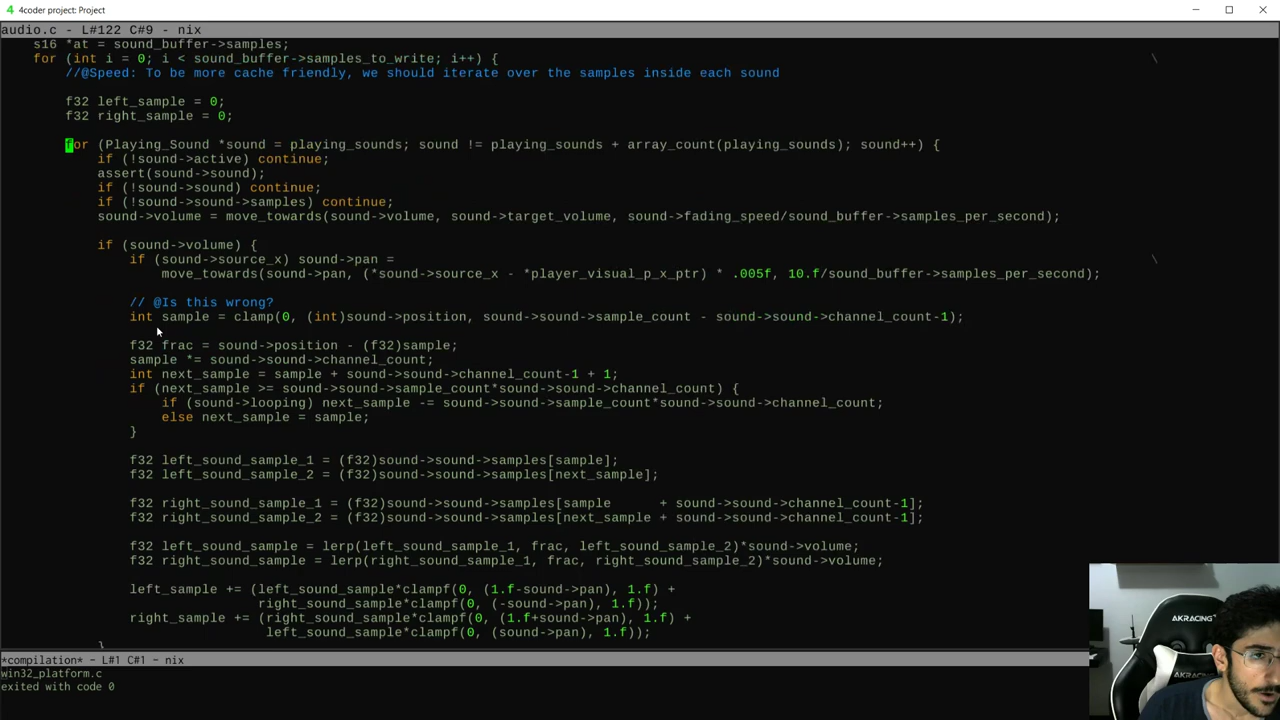 4 4coder project: Project
audio.c - L#122 C#9 - nix
s16 *at = sound_buffer->samples;
for (int i = 0; i < sound_buffer->samples_to_write; i++) { \
//@Speed: To be more cache friendly, we should iterate over the samples inside each sound
f32 left_sample = 0;
f32 right_sample = 0;
for (Playing_Sound *sound = playing_sounds; sound != playing_sounds + array_count(playing_sounds); sound++) {
if (!sound->active) continue;
assert(sound->sound);
if (!sound->sound) continue;
if (!sound->sound->samples) continue;
sound->volume = move_towards(sound->volume, sound->target_volume, sound->fading_speed/sound_buffer->samples_per_second);
if (sound->volume) {
if (sound->source_x) sound->pan = \
move_towards(sound->pan, (*sound->source_x - *player_visual_p_x_ptr) * .005f, 10.f/sound_buffer->samples_per_second);
// @Is this wrong?
int sample = clamp(0, (int)sound->position, sound->sound->sample_count - sound->sound->channel_count-1);
f32 frac = sound->position - (f32)sample;
sample *= sound->sound->channel_count;
int next_sample = sample + sound->sound->channel_count-1 + 1;
if (next_sample >= sound->sound->sample_count*sound->sound->channel_count) {
if (sound->looping) next_sample -= sound->sound->sample_count*sound->sound->channel_count;
else next_sample = sample;
}
f32 left_sound_sample_1 = (f32)sound->sound->samples[sample];
f32 left_sound_sample_2 = (f32)sound->sound->samples[next_sample];
f32 right_sound_sample_1 = (f32)sound->sound->samples[sample + sound->sound->channel_count-1];
f32 right_sound_sample_2 = (f32)sound->sound->samples[next_sample + sound->sound->channel_count-1];
f32 left_sound_sample = lerp(left_sound_sample_1, frac, left_sound_sample_2)*sound->volume;
f32 right_sound_sample = lerp(right_sound_sample_1, frac, right_sound_sample_2)*sound->volume;
left_sample += (left_sound_sample*clampf(0, (1.f-sound->pan), 1.f) +
right_sound_sample*clampf(0, (-sound->pan), 1.f));
right_sample += (right_sound_sample*clampf(0, (1.f+sound->pan), 1.f) +
left_sound_sample*clampf(0, (sound->pan), 1.f));
}
*compilation* - L#1 C#1 - nix
win32_platform.c
exited with code 0
AKRACING
AKRACING